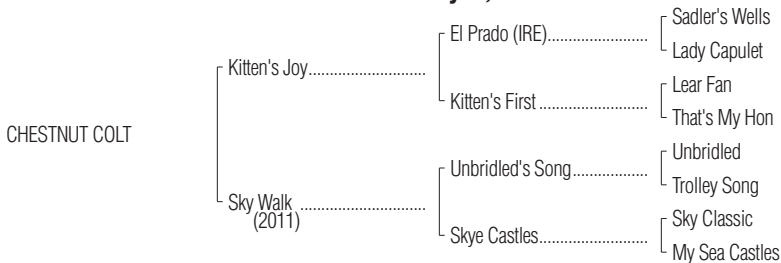 Sadler's Wells
El Prado (IRE)............................
Lady Capulet
Kitten's Joy.................................
Lear Fan
Kitten's First ..............................
That's My Hon
CHESTNUT COLT
Unbridled
Unbridled's Song.....................
Trolley Song
Sky Walk ...................................
(2011)
Sky Classic
Skye Castles..............................
My Sea Castles